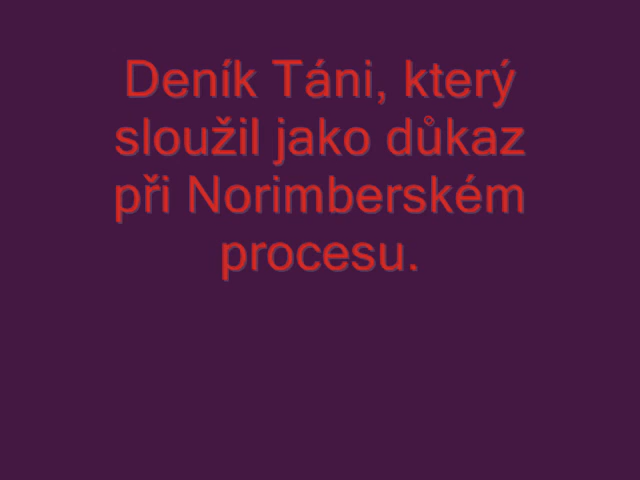 Deník Táni, který
sloužil jako důkaz
při Norimberském
procesu.